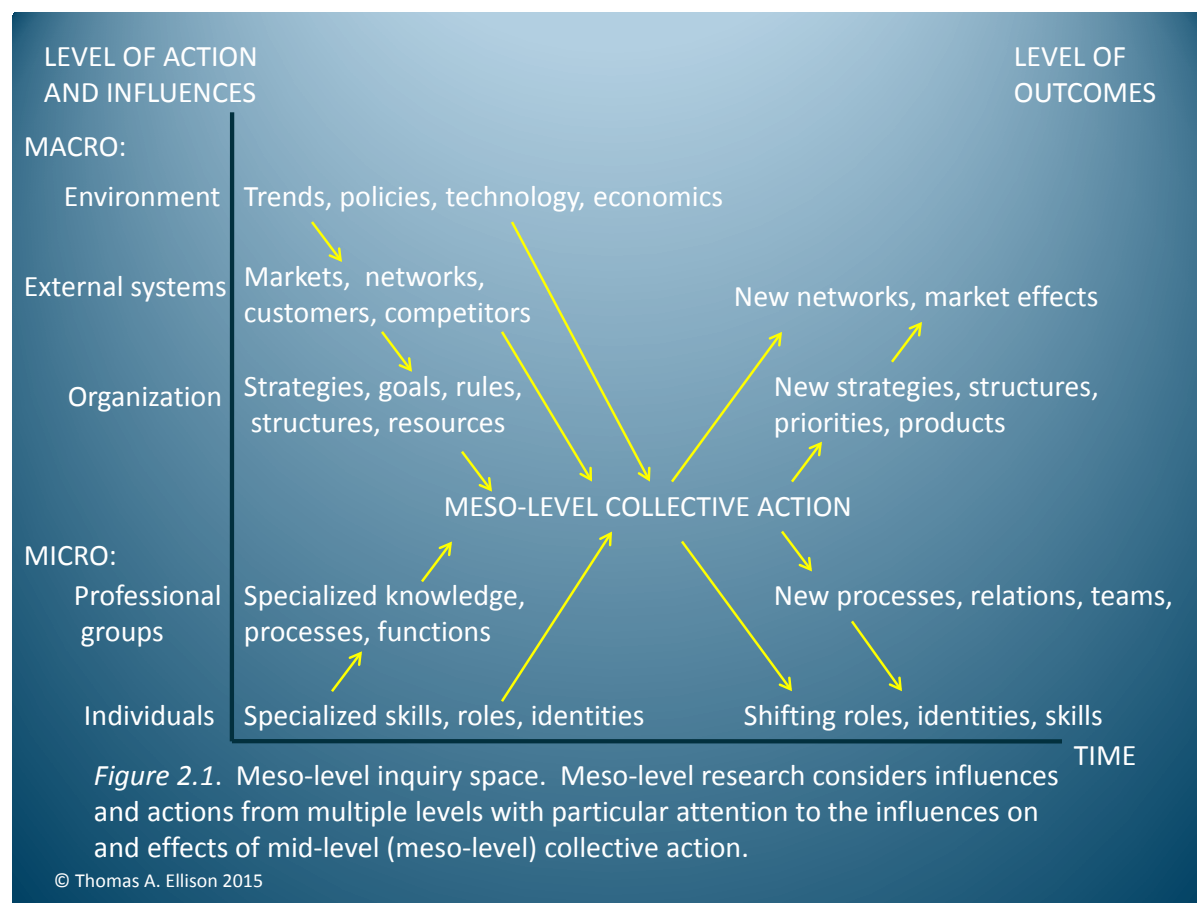 LEVEL OF ACTION
AND INFLUENCES
LEVEL OF
OUTCOMES
MACRO:
Environment
Trends, policies, technology, economics
External systems
Markets, networks,
customers, competitors
New networks, market effects
Organization
Strategies, goals, rules,
structures, resources
New strategies, structures,
priorities, products
MESO-LEVEL COLLECTIVE ACTION
MICRO:
Professional
groups
Specialized knowledge,
processes, functions
New processes, relations, teams,
Individuals
Specialized skills, roles, identities
Shifting roles, identities, skills
TIME
Figure 2.1. Meso-level inquiry space. Meso-level research considers influences
and actions from multiple levels with particular attention to the influences on
and effects of mid-level (meso-level) collective action.
© Thomas A. Ellison 2015